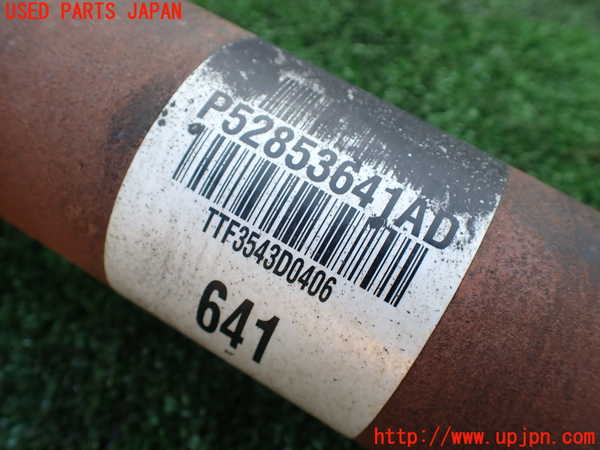 USED PARTS JAPAN
P52853641AD
TTF3543D0406
641
http://www.upjpn.com/